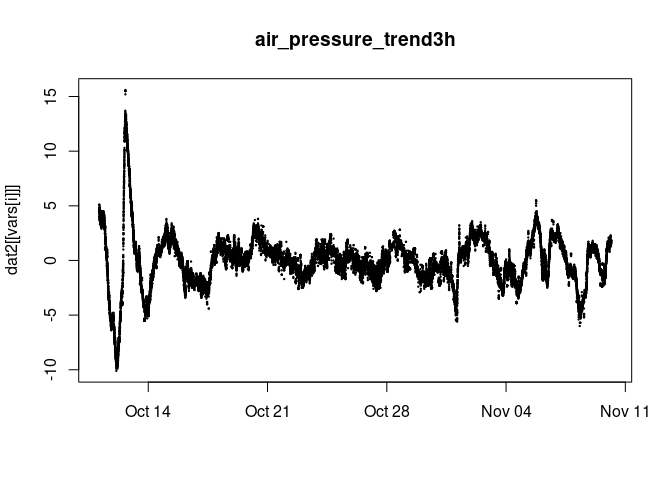 air_pressure_trend3h
dat2[[vars[i]]]
15
10
5
0
-5
-10
Oct 14
Oct 21
Oct 28
Nov 04
Nov 11